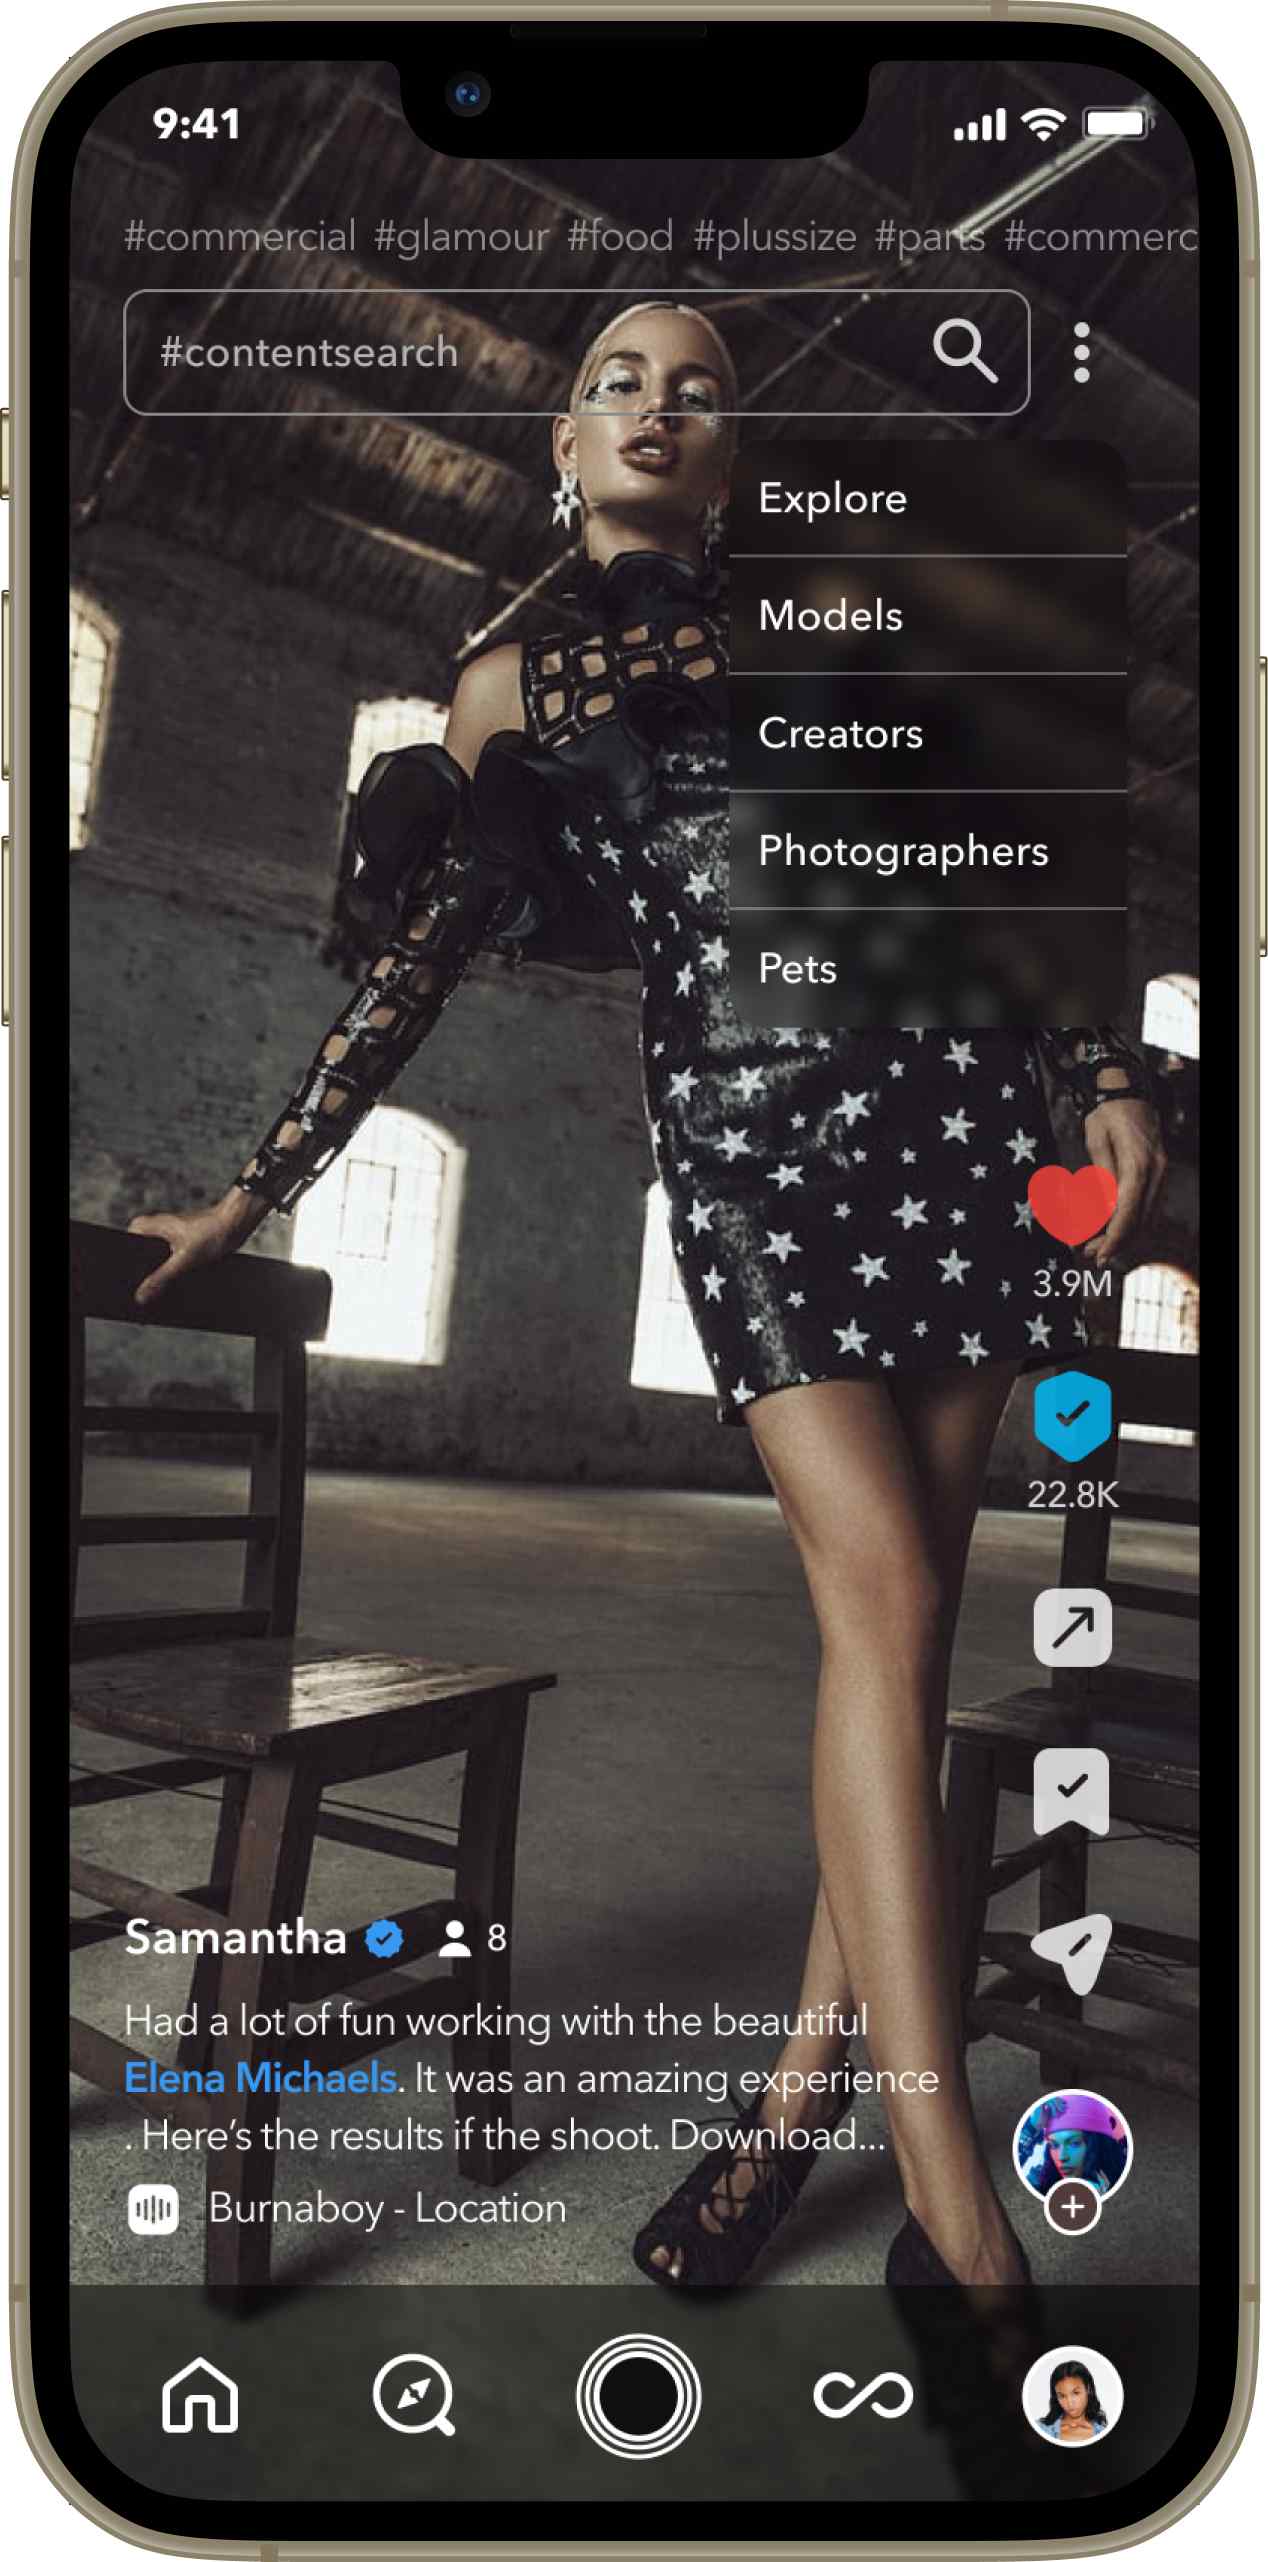 9:41
#commercial #glamour #food #plussize #parts #commerc
#contentsearch
Explore
Models
Creators
Photographers
Pets
3.9M
22.8K
Samantha 8
Had a lot of fun working with the beautiful
Elena Michaels. It was an amazing experience
. Here’s the results if the shoot. Download...
Burnaboy - Location